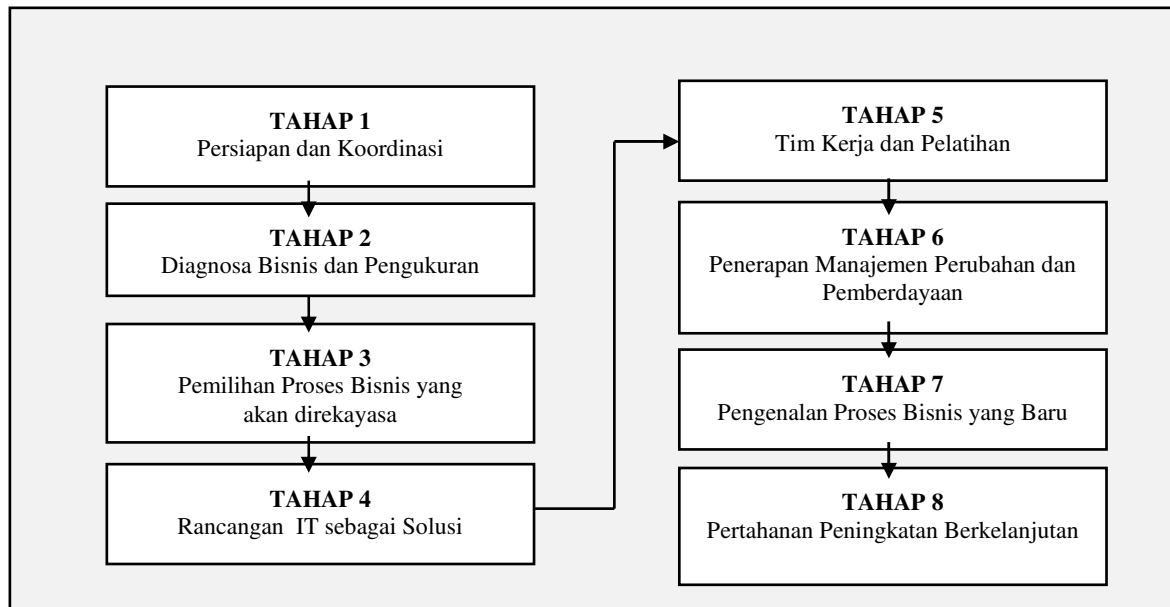 TAHAP 1
Persiapan dan Koordinasi
TAHAP 2
Diagnosa Bisnis dan Pengukuran
TAHAP 3
Pemilihan Proses Bisnis yang
akan direkayasa
TAHAP 4
Rancangan IT sebagai Solusi
TAHAP 5
Tim Kerja dan Pelatihan
TAHAP 6
Penerapan Manajemen Perubahan dan
Pemberdayaan
TAHAP 7
Pengenalan Proses Bisnis yang Baru
TAHAP 8
Pertahanan Peningkatan Berkelanjutan